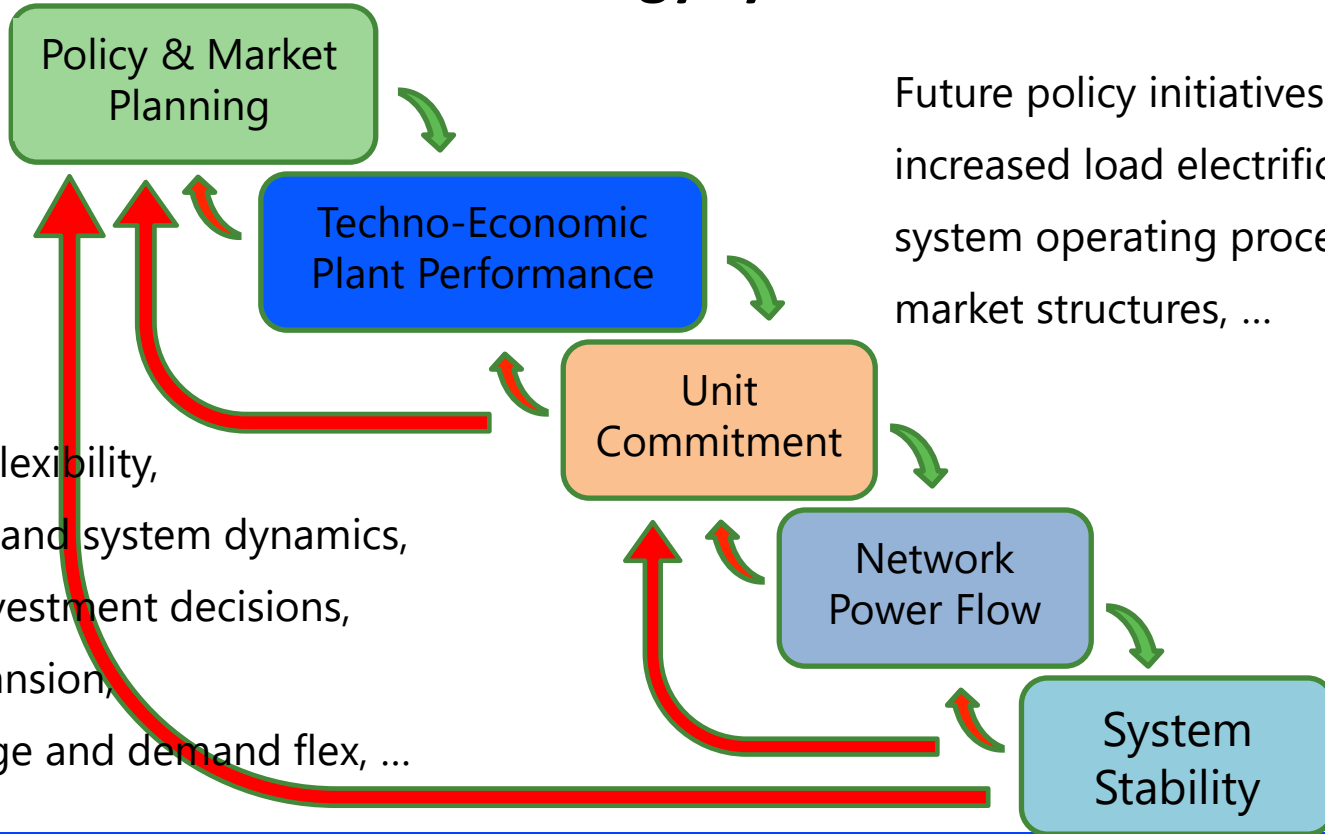 Policy & Market
Planning
Future policy initiatives
increased load electrific
system operating proce
market structures, ...
Techno-Economic
Plant Performance
Unit
Commitment
lexibility,
and system dynamics,
vestment decisions,
ansion,
ge and demand flex, ...
Network
Power Flow
System
Stability